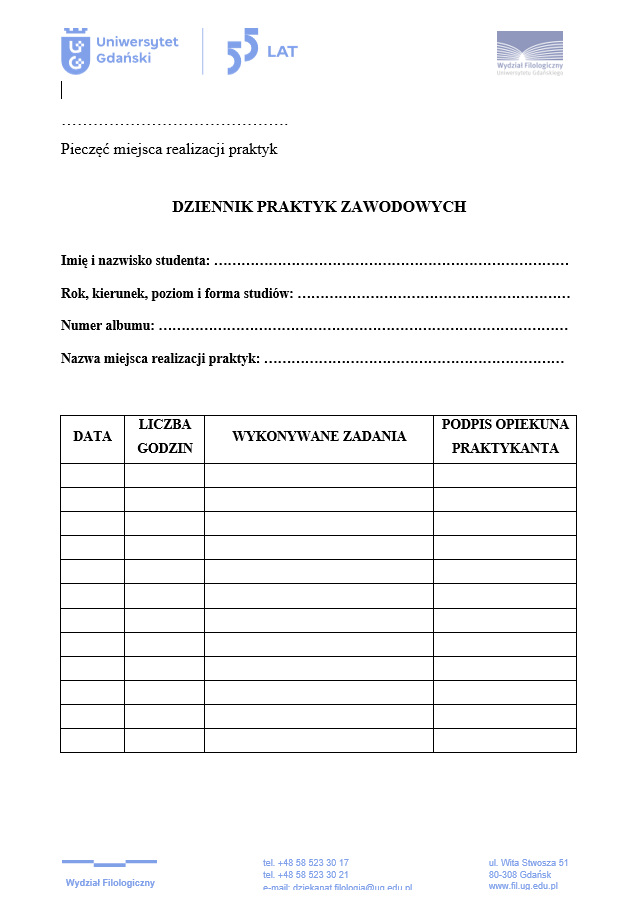 Uniwersytet
Gdański
55 LAT
Wydział Filologiczny
Uniwersytetu Gdańskiego
…………………………………….
Pieczęć miejsca realizacji praktyk
DZIENNIK PRAKTYK ZAWODOWYCH
Imię i nazwisko studenta: ……………………………………………………………………
Rok, kierunek, poziom i forma studiów: ……………………………………………………
Numer albumu: ………………………………………………………………………………
Nazwa miejsca realizacji praktyk: …………………………………………………………
DATA
LICZBA
GODZIN
WYKONYWANE ZADANIA
PODPIS OPIEKUNA
PRAKTYKANTA
Wydział Filologiczny
tel. +48 58 523 30 17
tel. +48 58 523 30 21
e-mail: dziekanat.filologia@ug.edu.pl
ul. Wita Stwosza 51
80-308 Gdańsk
www.fil.ug.edu.pl